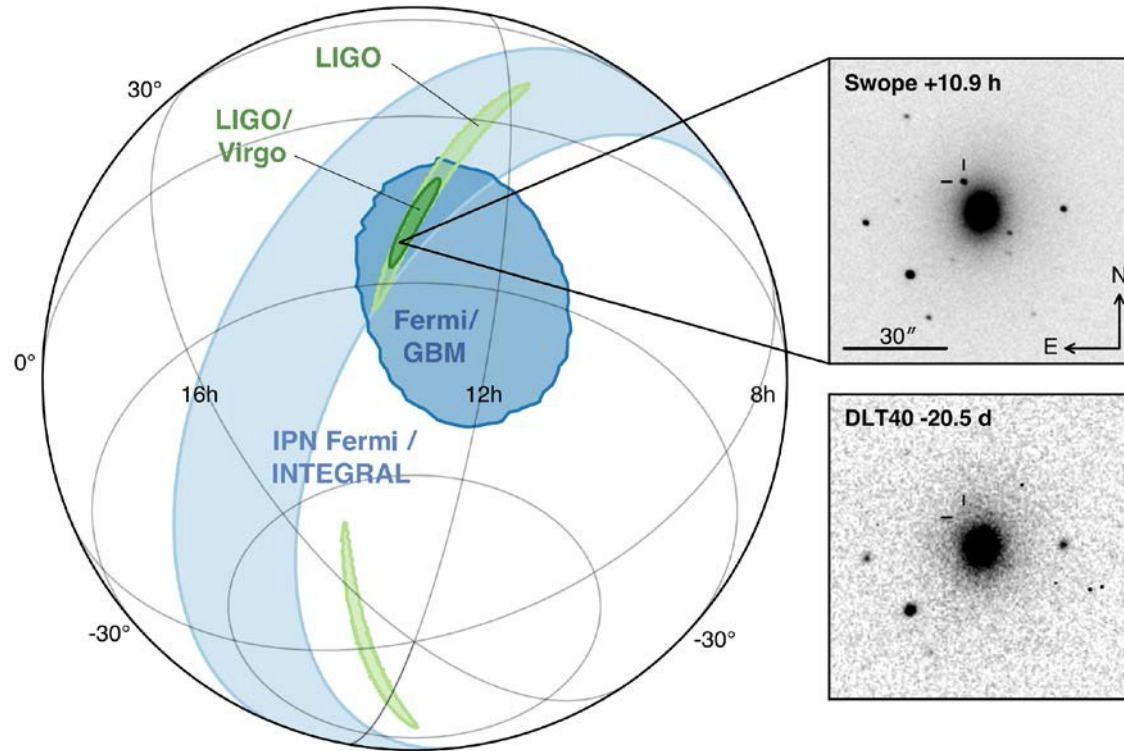 LIGO
30°
LIGO/
Virgo
Fermi/
GBM
0°
16h
12h
8h
IPN Fermi /
INTEGRAL
-30°
-30°
Swope +10.9 h
30″
N
E
DLT40 -20.5 d